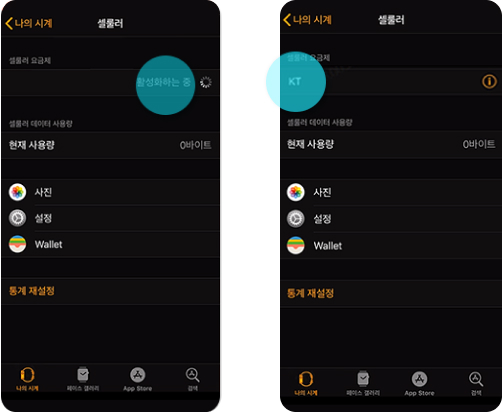 나의 시계
셀룰러
셀룰러 요금제
활성화하는 중
셀룰러 데이터 사용량
현재 사용량
0바이트
사진
설정
Wallet
통계 재설정
나의 시계
페이스 갤러리
App Store
검색
나의 시계
셀룰러
셀룰러 요금제
KT
셀룰러 데이터 사용량
현재 사용량
0바이트
사진
설정
Wallet
통계 재설정
나의 시계
페이스 갤러리
App Store
검색